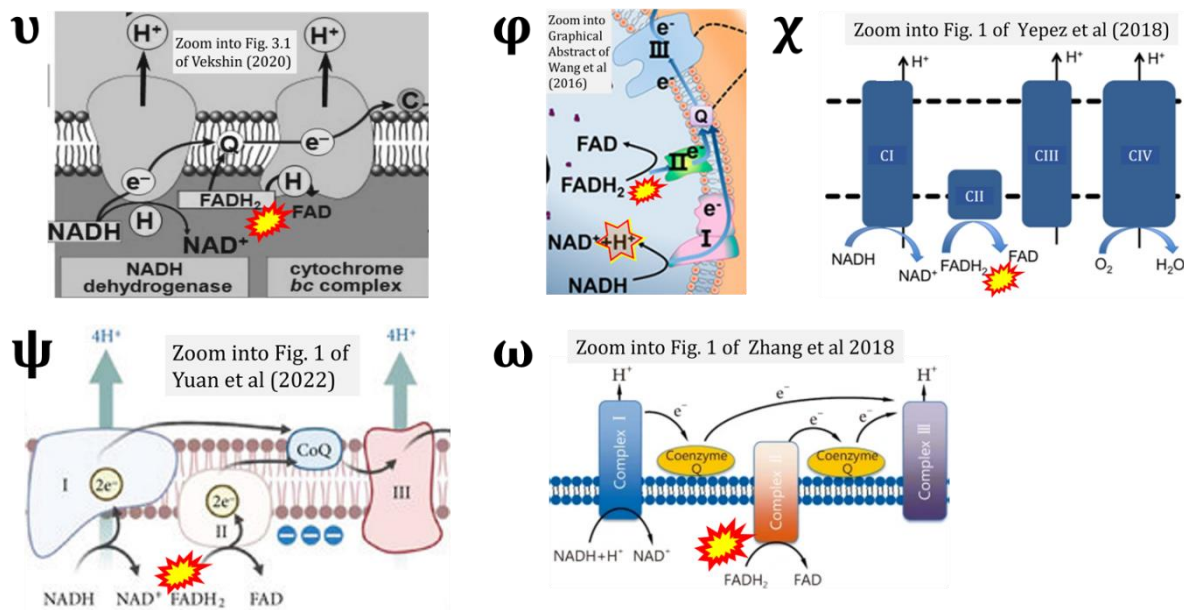 υ
H⁺
H⁺
Zoom into Fig. 3.1
of Vekshin (2020)
C
Q
e⁻
e⁻
H
H
FADH₂
FAD
NADH
NAD⁺
NADH
dehydrogenase
cytochrome
bc complex
φ
Zoom into
Graphical
Abstract of
Wang et al
(2016)
e⁻
III
e⁻
Q
FAD
II e⁻
FADH₂
e⁻
NAD⁺+H⁺
I
NADH
χ
Zoom into Fig. 1 of Yepez et al (2018)
H⁺
H⁺
H⁺
CI
CII
CIII
CIV
NADH
NAD⁺
FADH₂
FAD
O₂
H₂O
ψ
4H⁺
4H⁺
Zoom into Fig. 1 of
Yuan et al (2022)
CoQ
I
2e⁻
2e⁻
II
III
NADH
NAD⁺
FADH₂
FAD
ω
Zoom into Fig. 1 of Zhang et al 2018
H⁺
H⁺
e⁻
e⁻
e⁻
e⁻
Complex I
Coenzyme
Q
Complex II
Coenzyme
Q
Complex III
NADH+H⁺
NAD⁺
FADH₂
FAD